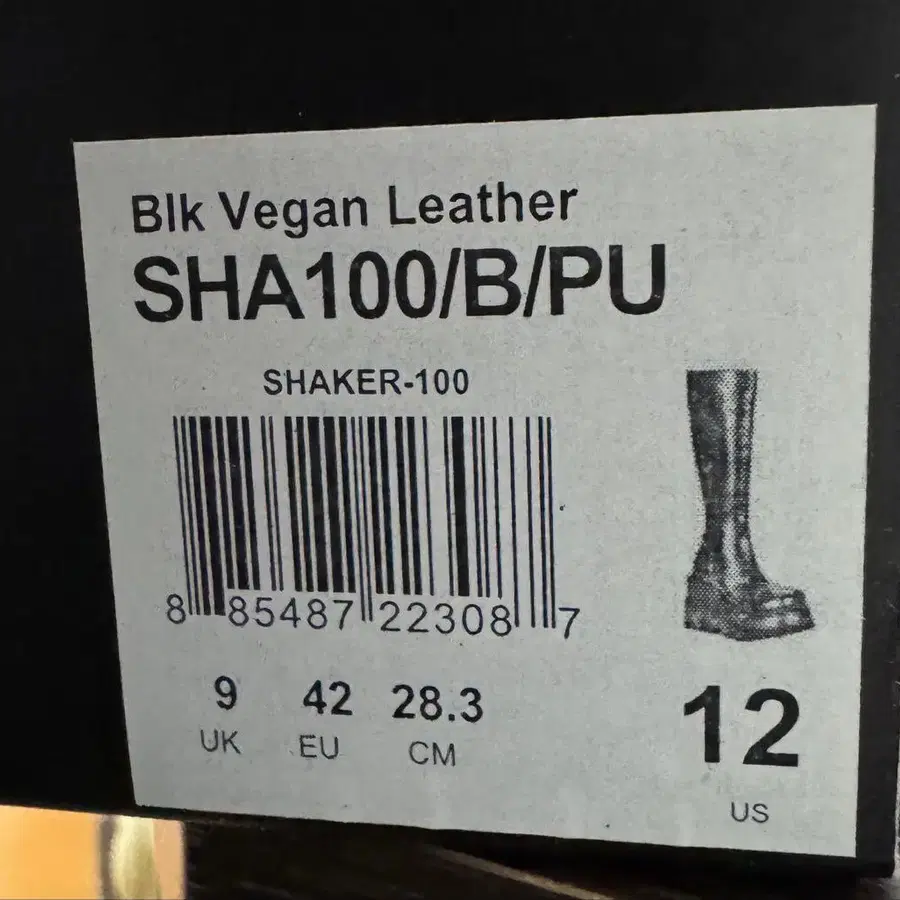 Blk Vegan Leather
SHA100/B/PU
SHAKER-100
8 85487 22308 7
9 42 28.3 12
UK EU CM US